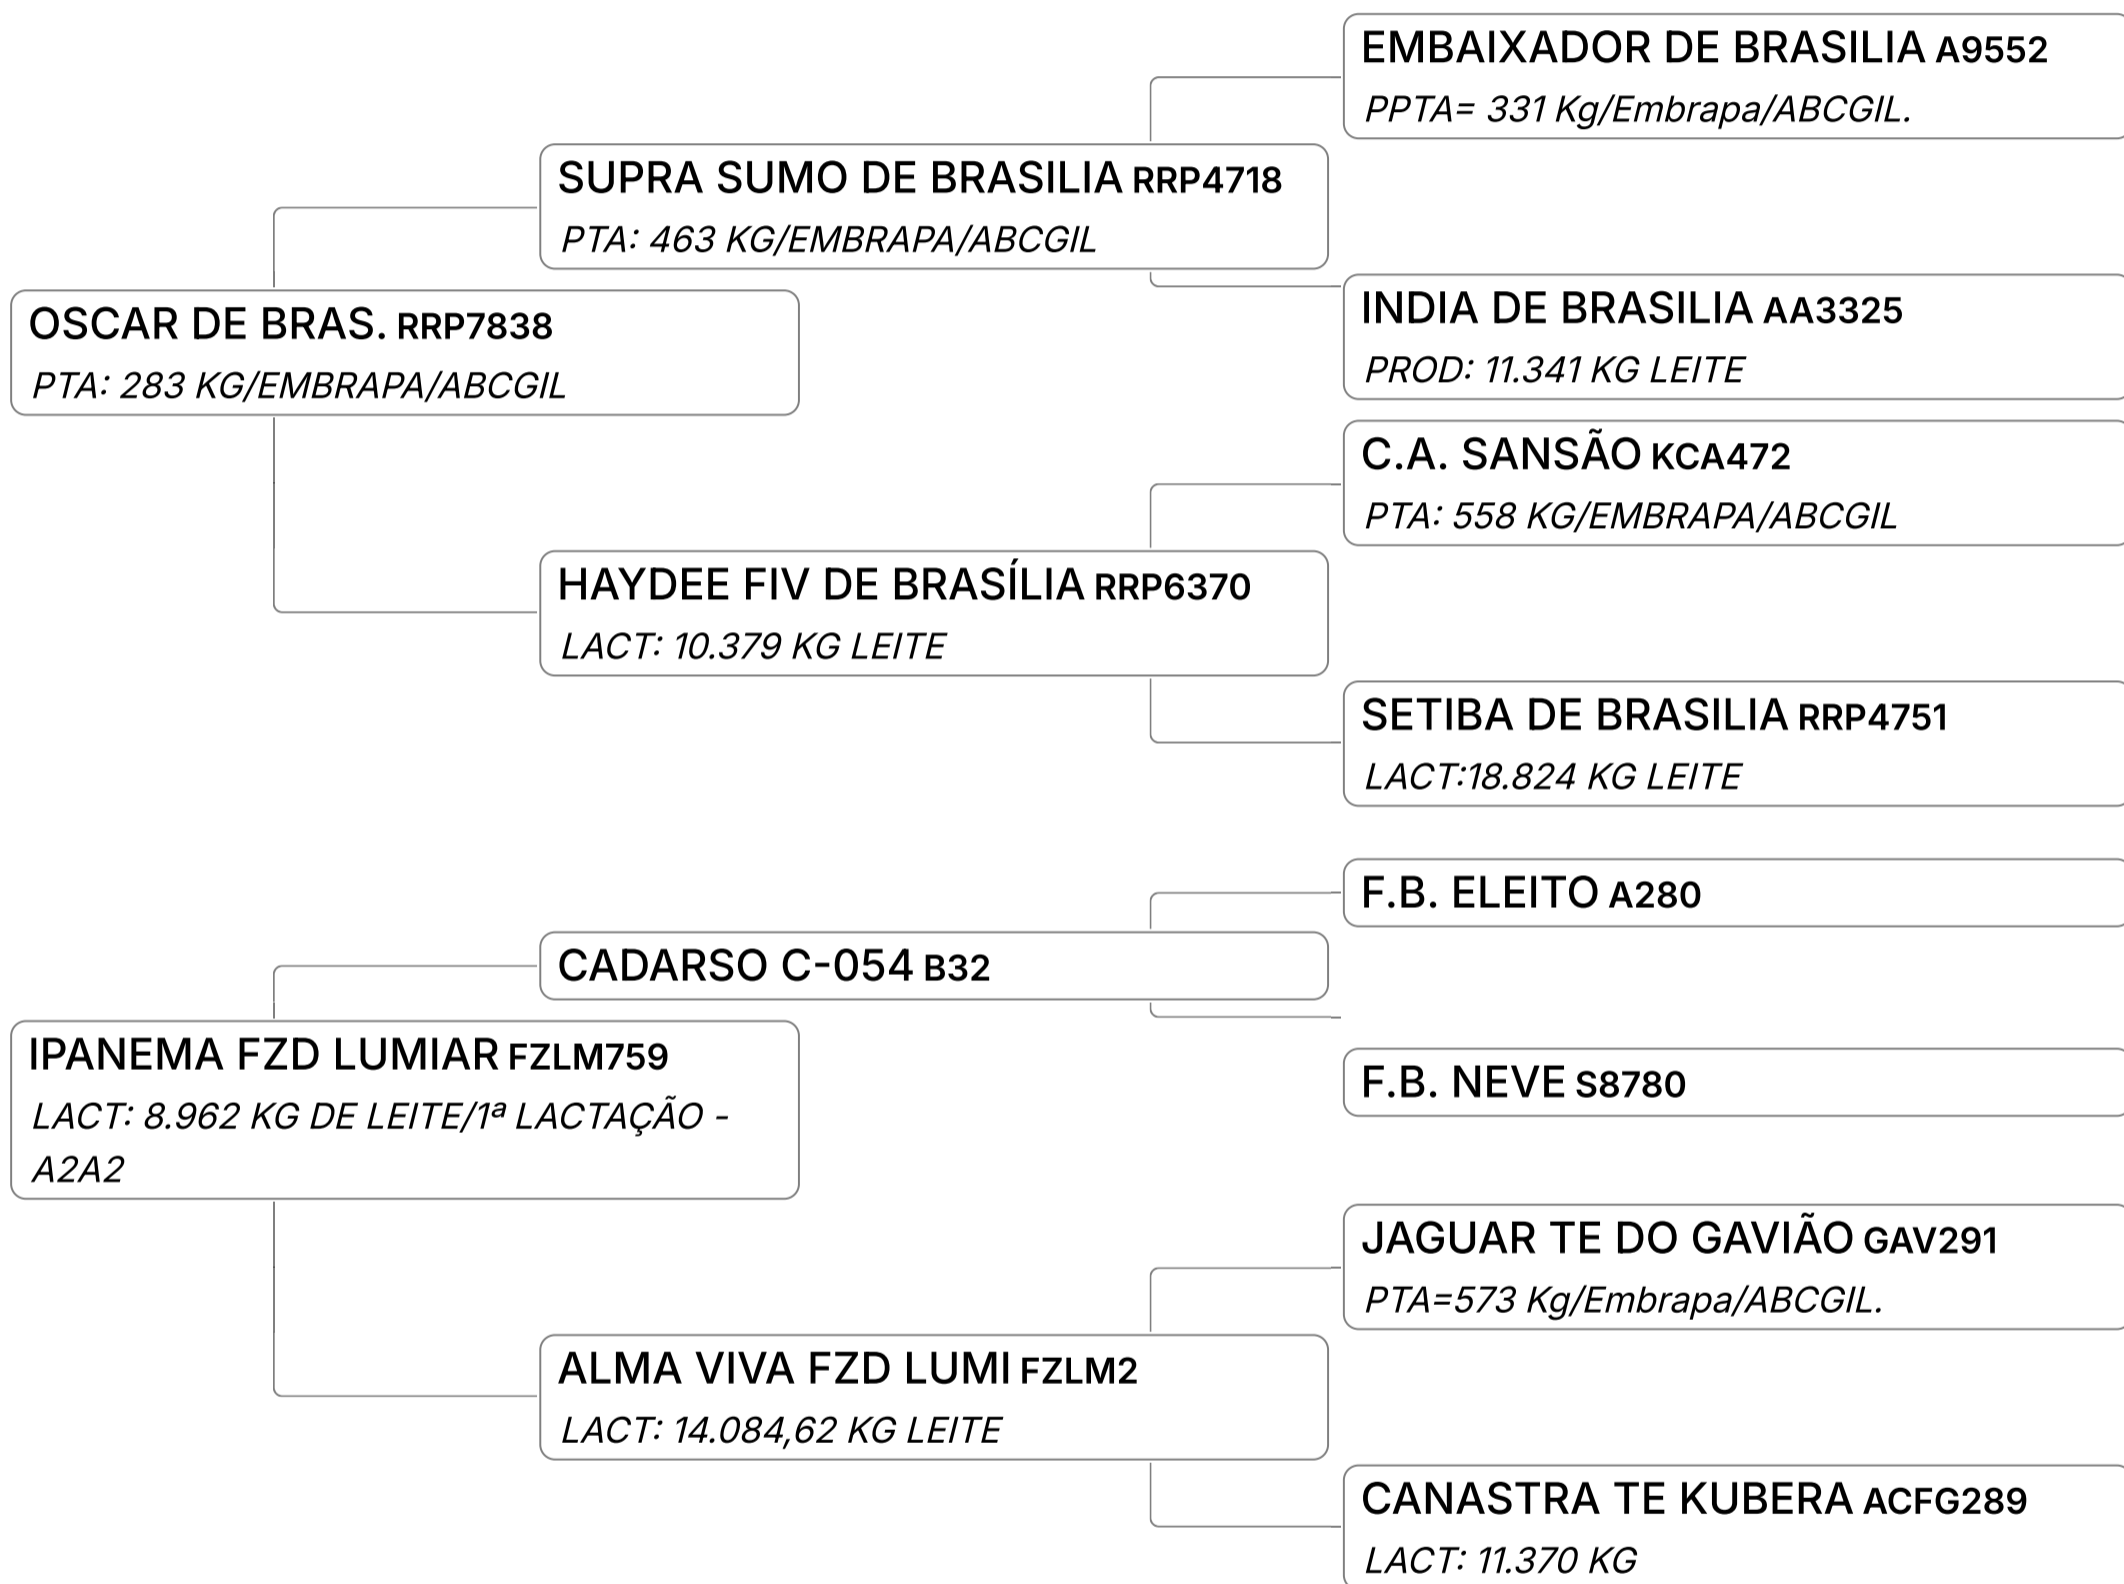 EMBAIXADOR DE BRASILIA A9552
PPTA= 331 Kg/Embrapa/ABCGIL.
SUPRA SUMO DE BRASILIA RRP4718
PTA: 463 KG/EMBRAPA/ABCGIL
INDIA DE BRASILIA AA3325
PROD: 11.341 KG LEITE
OSCAR DE BRAS. RRP7838
PTA: 283 KG/EMBRAPA/ABCGIL
C.A. SANSÃO KCA472
PTA: 558 KG/EMBRAPA/ABCGIL
HAYDEE FIV DE BRASÍLIA RRP6370
LACT: 10.379 KG LEITE
SETIBA DE BRASILIA RRP4751
LACT:18.824 KG LEITE
F.B. ELEITO A280
CADARSO C-054 B32
F.B. NEVE S8780
IPANEMA FZD LUMIAR FZLM759
LACT: 8.962 KG DE LEITE/1ª LACTAÇÃO -
A2A2
JAGUAR TE DO GAVIÃO GAV291
PTA=573 Kg/Embrapa/ABCGIL.
ALMA VIVA FZD LUMI FZLM2
LACT: 14.084,62 KG LEITE
CANASTRA TE KUBERA ACFG289
LACT: 11.370 KG